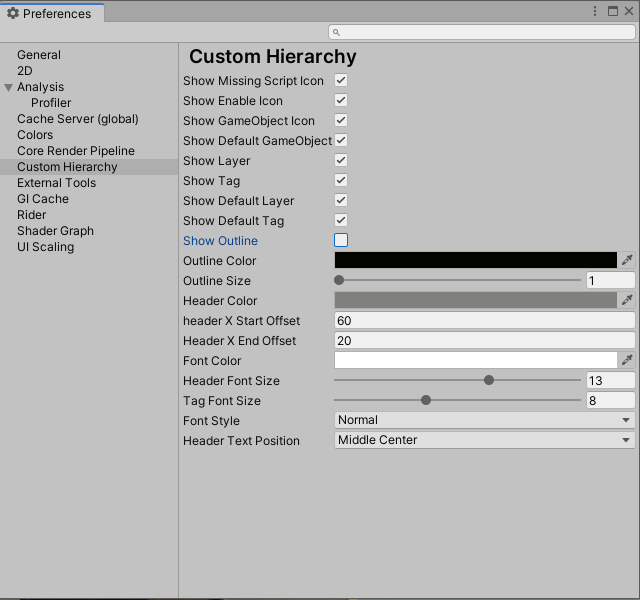 Preferences
General
2D
Analysis
Profiler
Cache Server (global)
Colors
Core Render Pipeline
Custom Hierarchy
External Tools
GI Cache
Rider
Shader Graph
UI Scaling
Custom Hierarchy
Show Missing Script Icon
Show Enable Icon
Show GameObject Icon
Show Default GameObject
Show Layer
Show Tag
Show Default Layer
Show Default Tag
Show Outline
Outline Color
Outline Size 1
Header Color
header X Start Offset 60
Header X End Offset 20
Font Color
Header Font Size 13
Tag Font Size 8
Font Style Normal
Header Text Position Middle Center